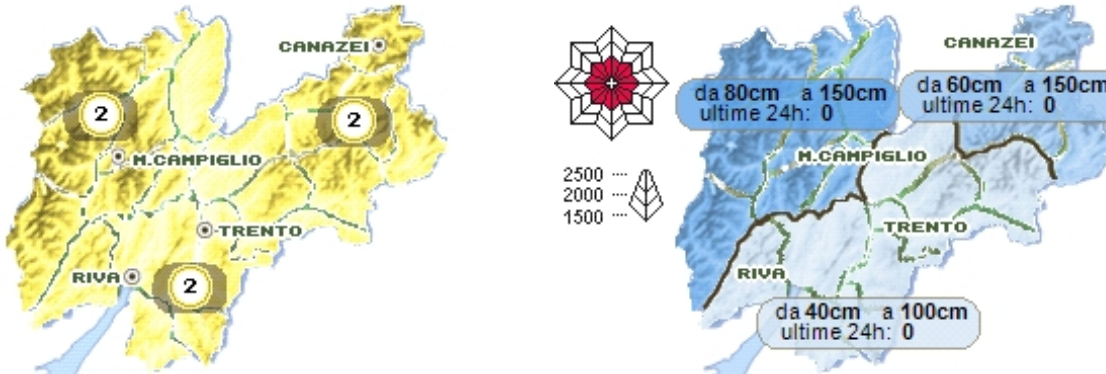 CANAZEI
2
2
M.CAMPIGLIO
TRENTO
RIVA
2
CANAZEI
da 80cm a 150cm
ultime 24h: 0
da 60cm a 150cm
ultime 24h: 0
M.CAMPIGLIO
2500
2000
1500
TRENTO
RIVA
da 40cm a 100cm
ultime 24h: 0